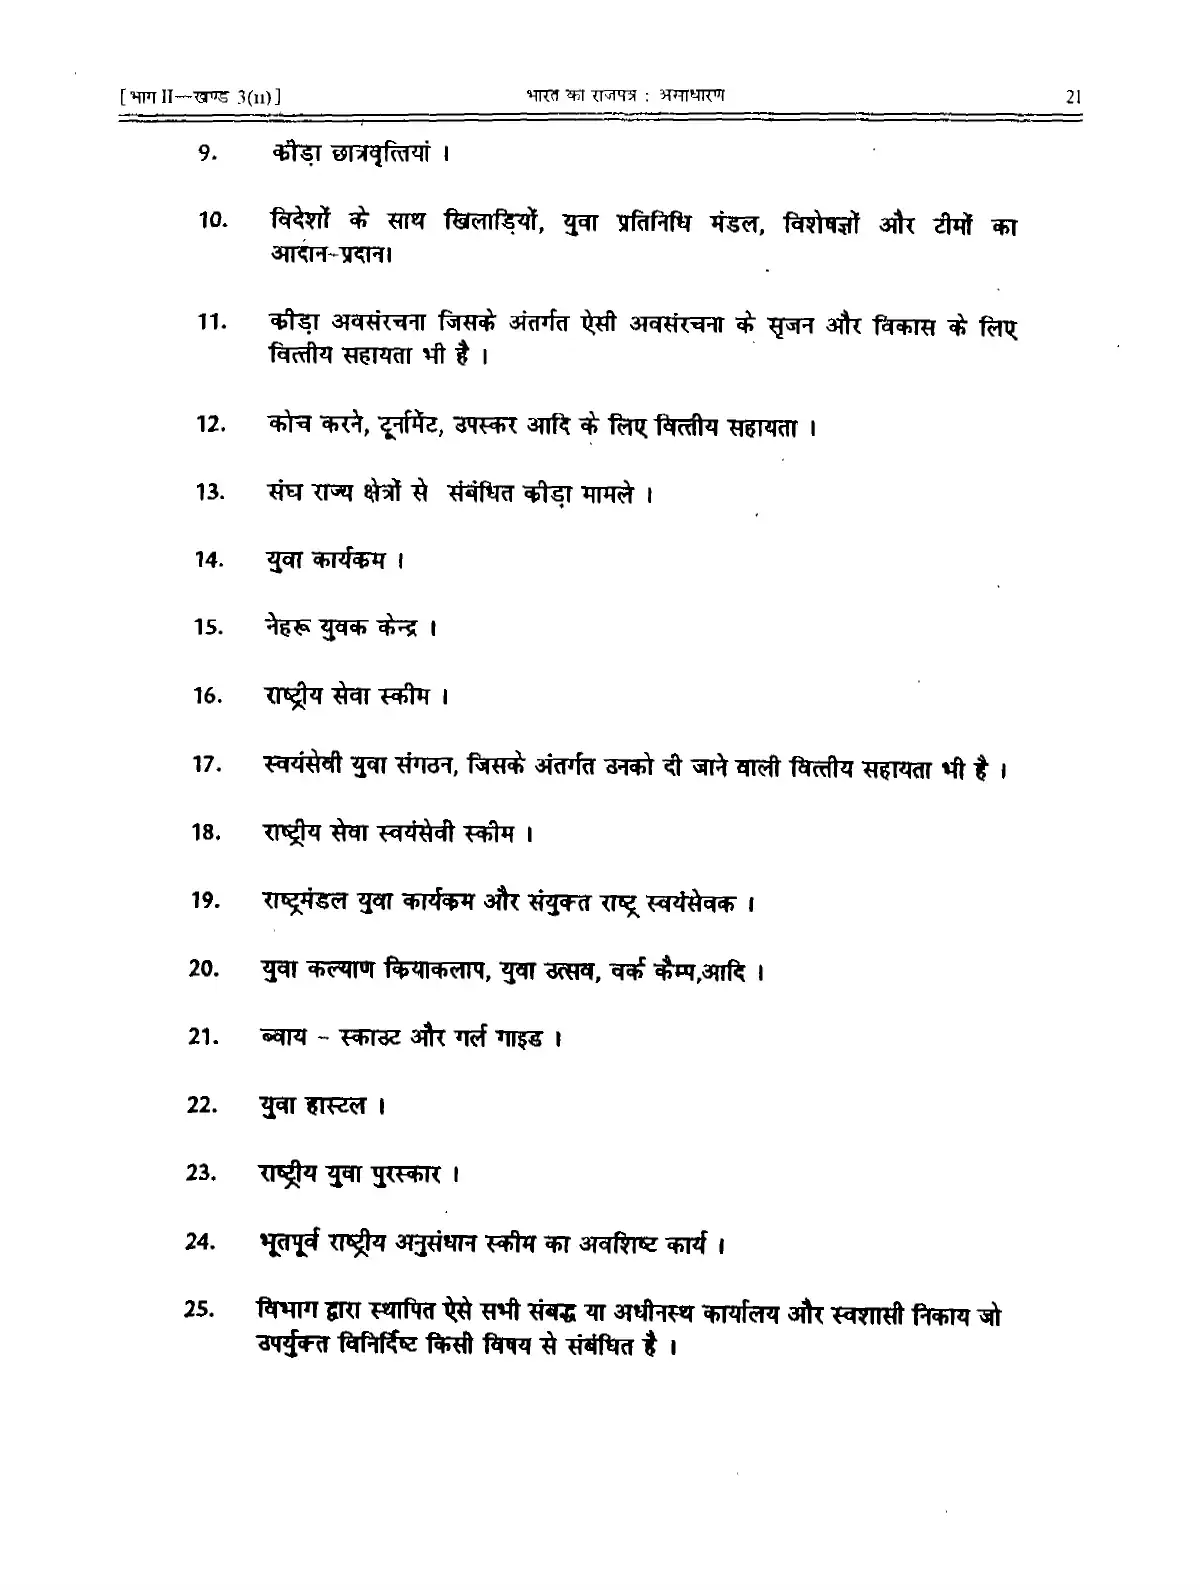 [ भाग II—खण्ड 3(ii) ] भारत का राजपत्र : असाधारण 21
9. कीड़ा छात्रवृत्तियां ।
10. विदेशों के साथ खिलाड़ियों, युवा प्रतिनिधि मंडल, विशेषज्ञों और टीमों का
आदान-प्रदान।
11. कीड़ा अवसंरचना जिसके अंतर्गत ऐसी अवसंरचना के सृजन और विकास के लिए
वित्तीय सहायता भी है ।
12. कोच करने, टूर्नामेंट, उपस्कर आदि के लिए वित्तीय सहायता ।
13. संघ राज्य क्षेत्रों से संबंधित कीड़ा मामले ।
14. युवा कार्यकम ।
15. नेहरू युवक केन्द्र ।
16. राष्ट्रीय सेवा स्कीम ।
17. स्वयंसेवी युवा संगठन, जिसके अंतर्गत उनको दी जाने वाली वित्तीय सहायता भी है ।
18. राष्ट्रीय सेवा स्वयंसेवी स्कीम ।
19. राष्ट्रमंडल युवा कार्यकम और संयुक्त राष्ट्र स्वयंसेवक ।
20. युवा कल्याण कियाकलाप, युवा उत्सव, वर्क कैम्प,आदि ।
21. ब्वाय - स्काउट और गर्ल गाइड ।
22. युवा हास्टल ।
23. राष्ट्रीय युवा पुरस्कार ।
24. भूतपूर्व राष्ट्रीय अनुसंधान स्कीम का अवशिष्ट कार्य ।
25. विभाग द्वारा स्थापित ऐसे सभी संबद्ध या अधीनस्थ कार्यालय और स्वशासी निकाय जो
उपर्युक्त विनिर्दिष्ट किसी विषय से संबंधित है ।